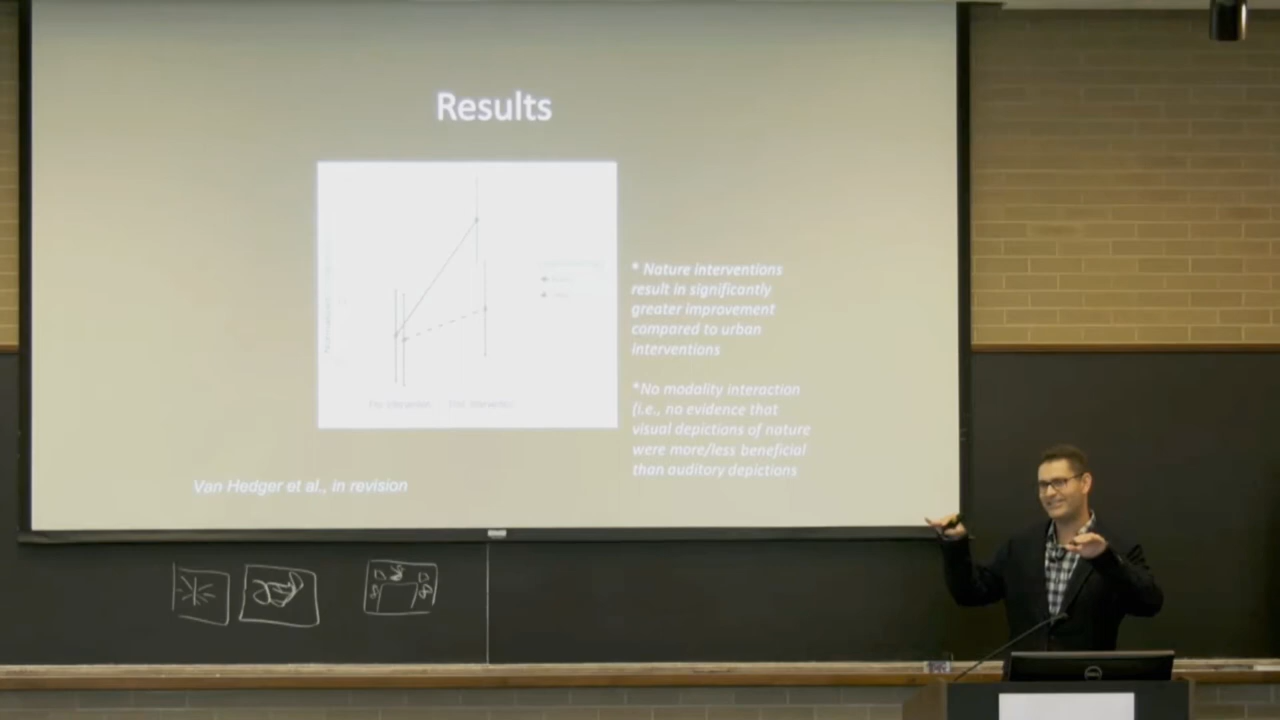 Results
* Nature interventions
result in significantly
greater improvement
compared to urban
interventions
*No modality interaction
(i.e., no evidence that
visual depictions of nature
were more/less beneficial
than auditory depictions
Van Hedger et al., in revision
DELL